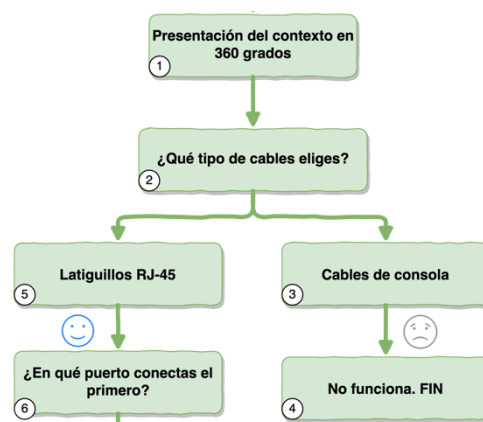 Presentación del contexto en
360 grados
1
¿Qué tipo de cables eliges?
2
Latiguillos RJ-45
5
Cables de consola
3
¿En qué puerto conectas el
primero?
6
No funciona. FIN
4